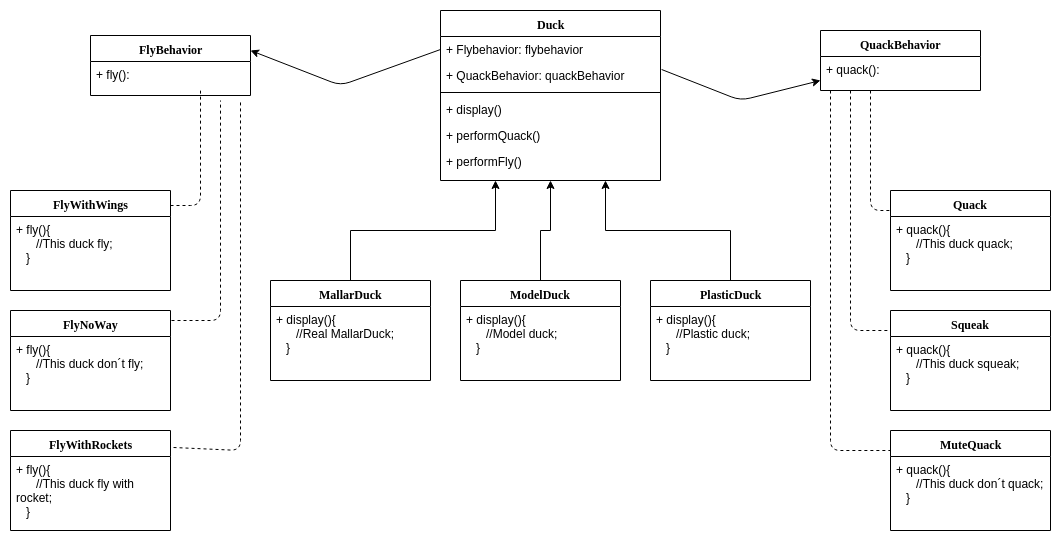 Duck
+ Flybehavior: flybehavior
+ QuackBehavior: quackBehavior
+ display()
+ performQuack()
+ performFly()
FlyBehavior
+ fly():
QuackBehavior
+ quack():
FlyWithWings
+ fly(){
//This duck fly;
}
FlyNoWay
+ fly(){
//This duck don´t fly;
}
FlyWithRockets
+ fly(){
//This duck fly with
rocket;
}
MallarDuck
+ display(){
//Real MallarDuck;
}
ModelDuck
+ display(){
//Model duck;
}
PlasticDuck
+ display(){
//Plastic duck;
}
Quack
+ quack(){
//This duck quack;
}
Squeak
+ quack(){
//This duck squeak;
}
MuteQuack
+ quack(){
//This duck don´t quack;
}